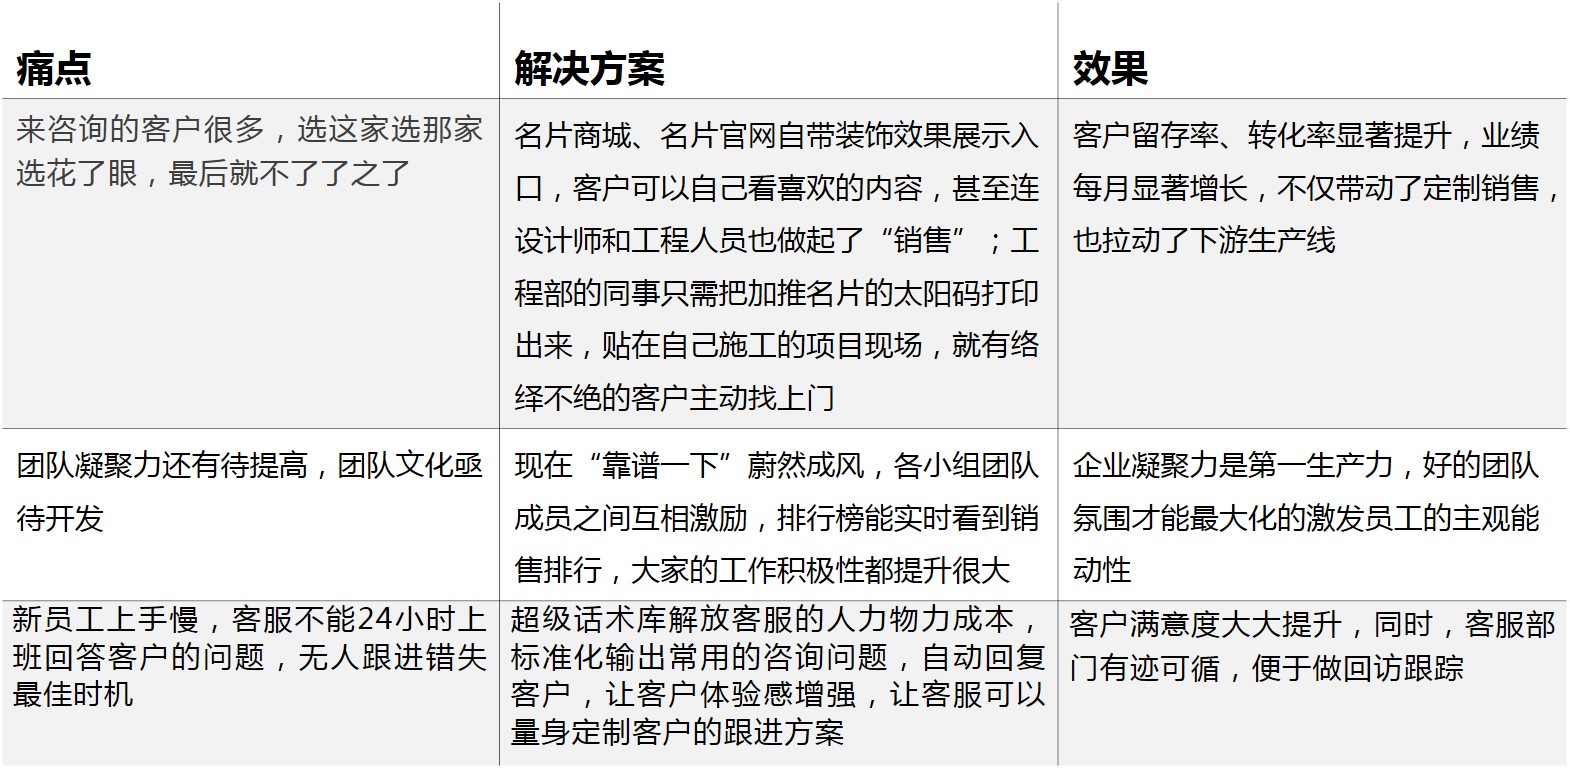 痛点
解决方案
效果
来咨询的客户很多，选这家选那家
选花了眼，最后就不了了之了
名片商城、名片官网自带装饰效果展示入
口，客户可以自己看喜欢的内容，甚至连
设计师和工程人员也做起了“销售”；工
程部的同事只需把加推名片的太阳码打印
出来，贴在自己施工的项目现场，就有络
绎不绝的客户主动找上门
客户留存率、转化率显著提升，业绩
每月显著增长，不仅带动了定制销售，
也拉动了下游生产线
团队凝聚力还有待提高，团队文化亟
待开发
现在“靠谱一下”蔚然成风，各小组团队
成员之间互相激励，排行榜能实时看到销
售排行，大家的工作积极性都提升很大
企业凝聚力是第一生产力，好的团队
氛围才能最大化的激发员工的主观能
动性
新员工上手慢，客服不能24小时上
班回答客户的问题，无人跟进错失
最佳时机
超级话术库解放客服的人力物力成本，
标准化输出常用的咨询问题，自动回复
客户，让客户体验感增强，让客服可以
量身定制客户的跟进方案
客户满意度大大提升，同时，客服部
门有迹可循，便于做回访跟踪